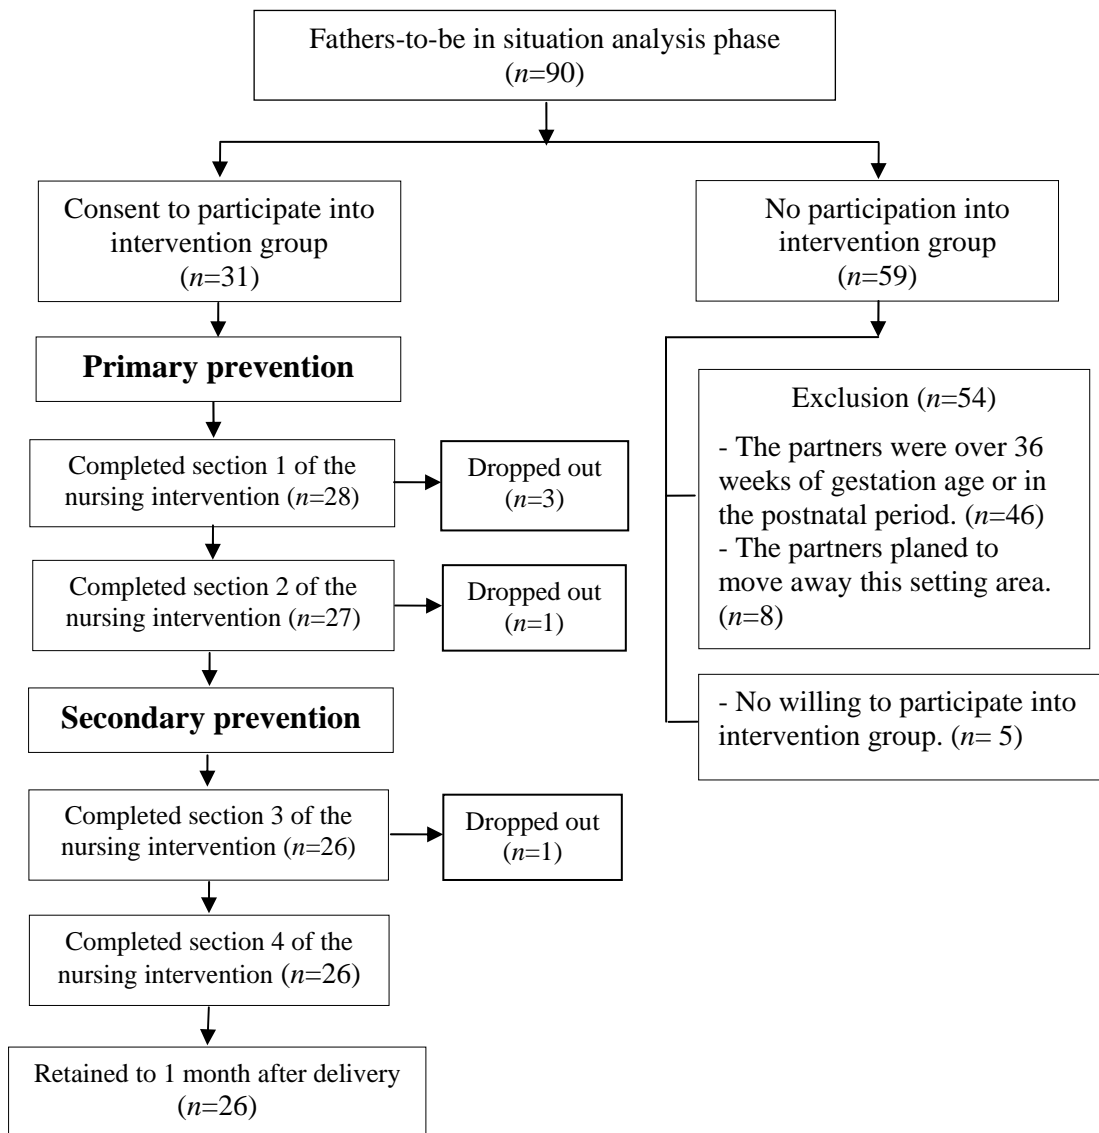 Fathers-to-be in situation analysis phase
(n=90)
Consent to participate into
intervention group
(n=31)
No participation into
intervention group
(n=59)
Primary prevention
Exclusion (n=54)
- The partners were over 36
weeks of gestation age or in
the postnatal period. (n=46)
- The partners planed to
move away this setting area.
(n=8)
Completed section 1 of the
nursing intervention (n=28)
Dropped out
(n=3)
Completed section 2 of the
nursing intervention (n=27)
Dropped out
(n=1)
Secondary prevention
- No willing to participate into
intervention group. (n= 5)
Completed section 3 of the
nursing intervention (n=26)
Dropped out
(n=1)
Completed section 4 of the
nursing intervention (n=26)
Retained to 1 month after delivery
(n=26)